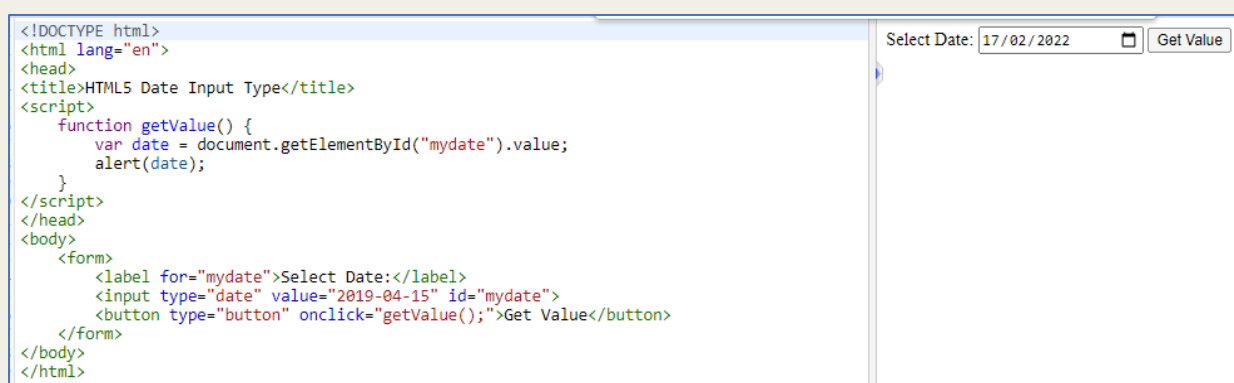 <!DOCTYPE html>
<html lang="en">
<head>
<title>HTML5 Date Input Type</title>
<script>
    function getValue() {
        var date = document.getElementById("mydate").value;
        alert(date);
    }
</script>
</head>
<body>
    <form>
        <label for="mydate">Select Date:</label>
        <input type="date" value="2019-04-15" id="mydate">
        <button type="button" onclick="getValue();">Get Value</button>
    </form>
</body>
</html>
Select Date: 17/02/2022 Get Value